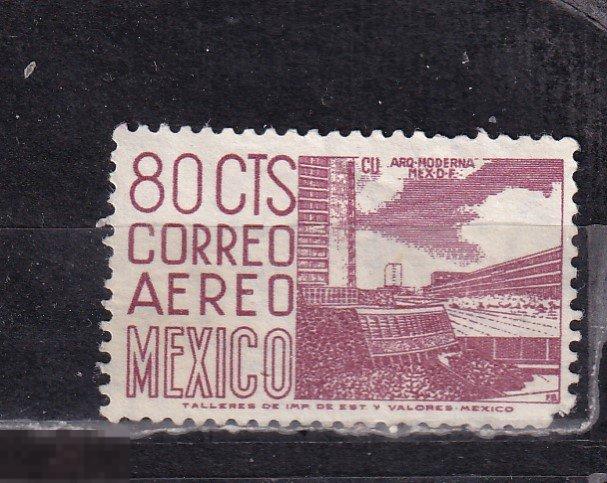 80 CTS
CORREO
AEREO
MEXICO
CU ARQ·MODERNA
MEX·D·F·
TALLERES DE IMP. DE EST. Y VALORES·MEXICO